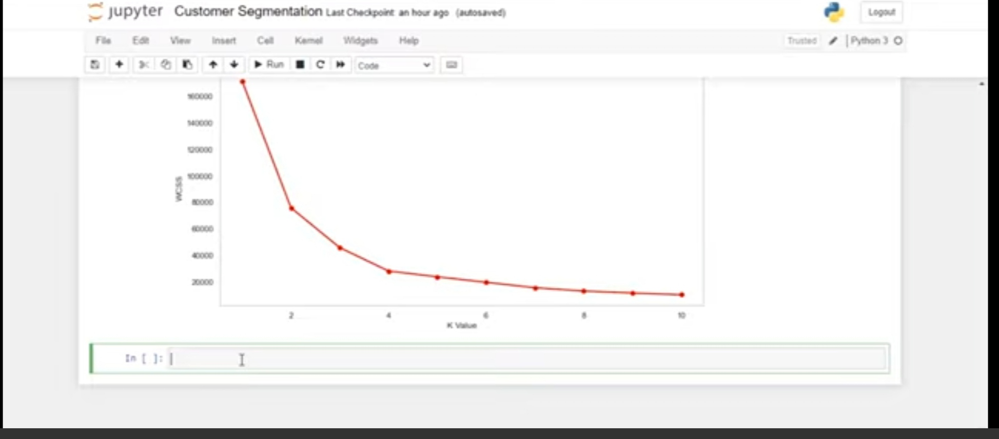 jupyter Customer Segmentation Last Checkpoint: an hour ago (autosaved) Logout
File Edit View Insert Cell Kernel Widgets Help Trusted Python 3
Run Code
160000
140000
120000
100000
80000
60000
40000
20000
WCSS
2 4 6 8 10
K Value
In [ ]: